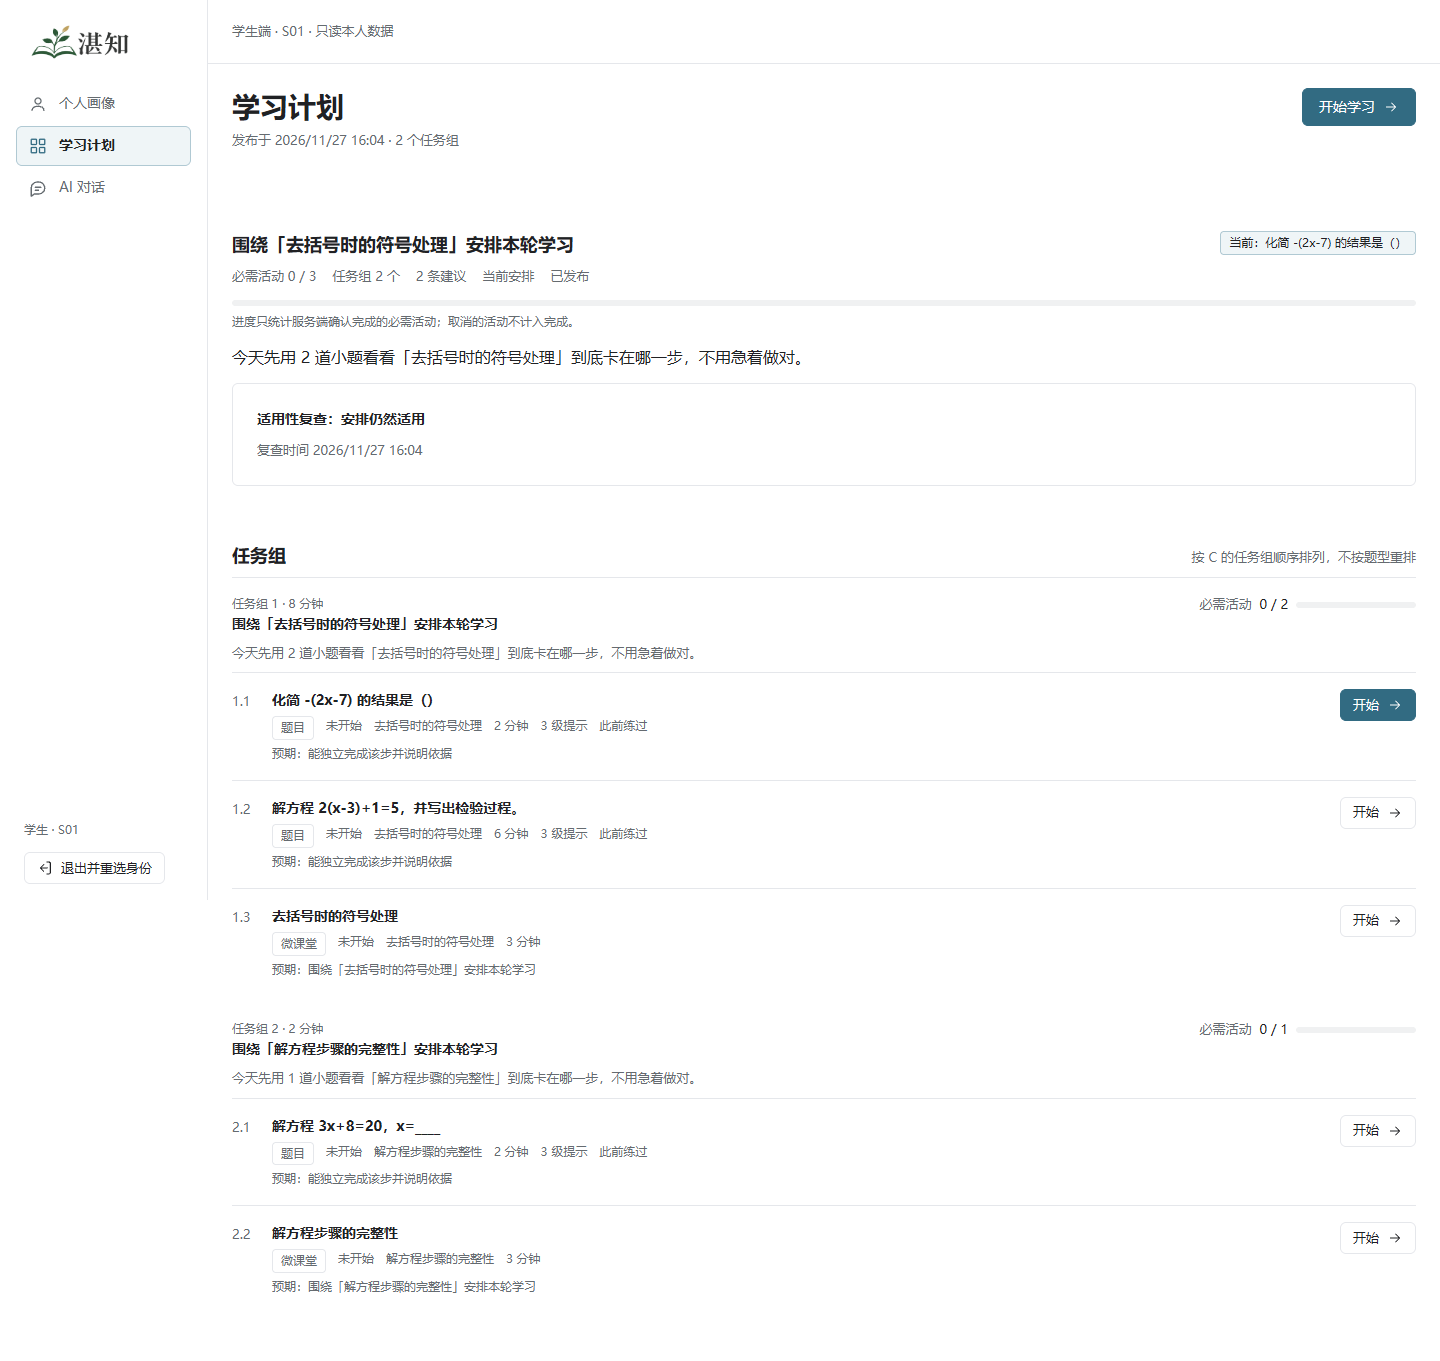 湛知
个人画像
学习计划
AI 对话
学生 · S01
退出并重选身份
学生端 · S01 · 只读本人数据
学习计划
发布于 2026/11/27 16:04 · 2 个任务组
开始学习
围绕「去括号时的符号处理」安排本轮学习
当前：化简 -(2x-7) 的结果是（）
必需活动 0 / 3 任务组 2 个 2 条建议 当前安排 已发布
进度只统计服务端确认完成的必需活动；取消的活动不计入完成。
今天先用 2 道小题看看「去括号时的符号处理」到底卡在哪一步，不用急着做对。
适用性复查：安排仍然适用
复查时间 2026/11/27 16:04
任务组
按 C 的任务组顺序排列，不按题型重排
任务组 1 · 8 分钟
必需活动 0 / 2
围绕「去括号时的符号处理」安排本轮学习
今天先用 2 道小题看看「去括号时的符号处理」到底卡在哪一步，不用急着做对。
1.1 化简 -(2x-7) 的结果是（）
开始
题目 未开始 去括号时的符号处理 2 分钟 3 级提示 此前练过
预期：能独立完成该步并说明依据
1.2 解方程 2(x-3)+1=5，并写出检验过程。
开始
题目 未开始 去括号时的符号处理 6 分钟 3 级提示 此前练过
预期：能独立完成该步并说明依据
1.3 去括号时的符号处理
开始
微课堂 未开始 去括号时的符号处理 3 分钟
预期：围绕「去括号时的符号处理」安排本轮学习
任务组 2 · 2 分钟
必需活动 0 / 1
围绕「解方程步骤的完整性」安排本轮学习
今天先用 1 道小题看看「解方程步骤的完整性」到底卡在哪一步，不用急着做对。
2.1 解方程 3x+8=20，x=____
开始
题目 未开始 解方程步骤的完整性 2 分钟 3 级提示 此前练过
预期：能独立完成该步并说明依据
2.2 解方程步骤的完整性
开始
微课堂 未开始 解方程步骤的完整性 3 分钟
预期：围绕「解方程步骤的完整性」安排本轮学习